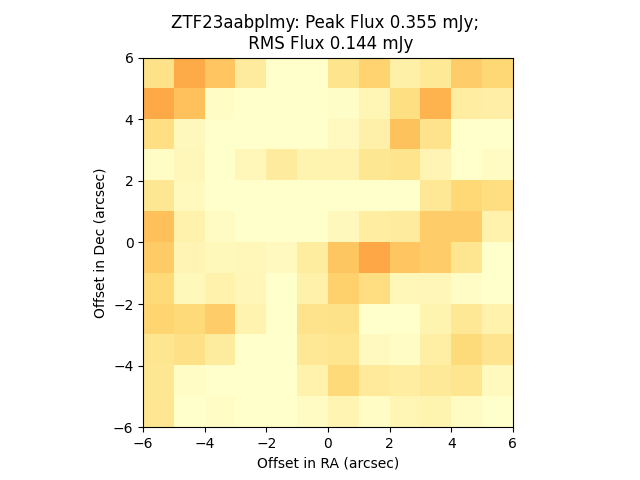 ZTF23aabplmy: Peak Flux 0.355 mJy;
RMS Flux 0.144 mJy
6
4
2
0
−2
−4
−6
Offset in Dec (arcsec)
−6 −4 −2 0 2 4 6
Offset in RA (arcsec)